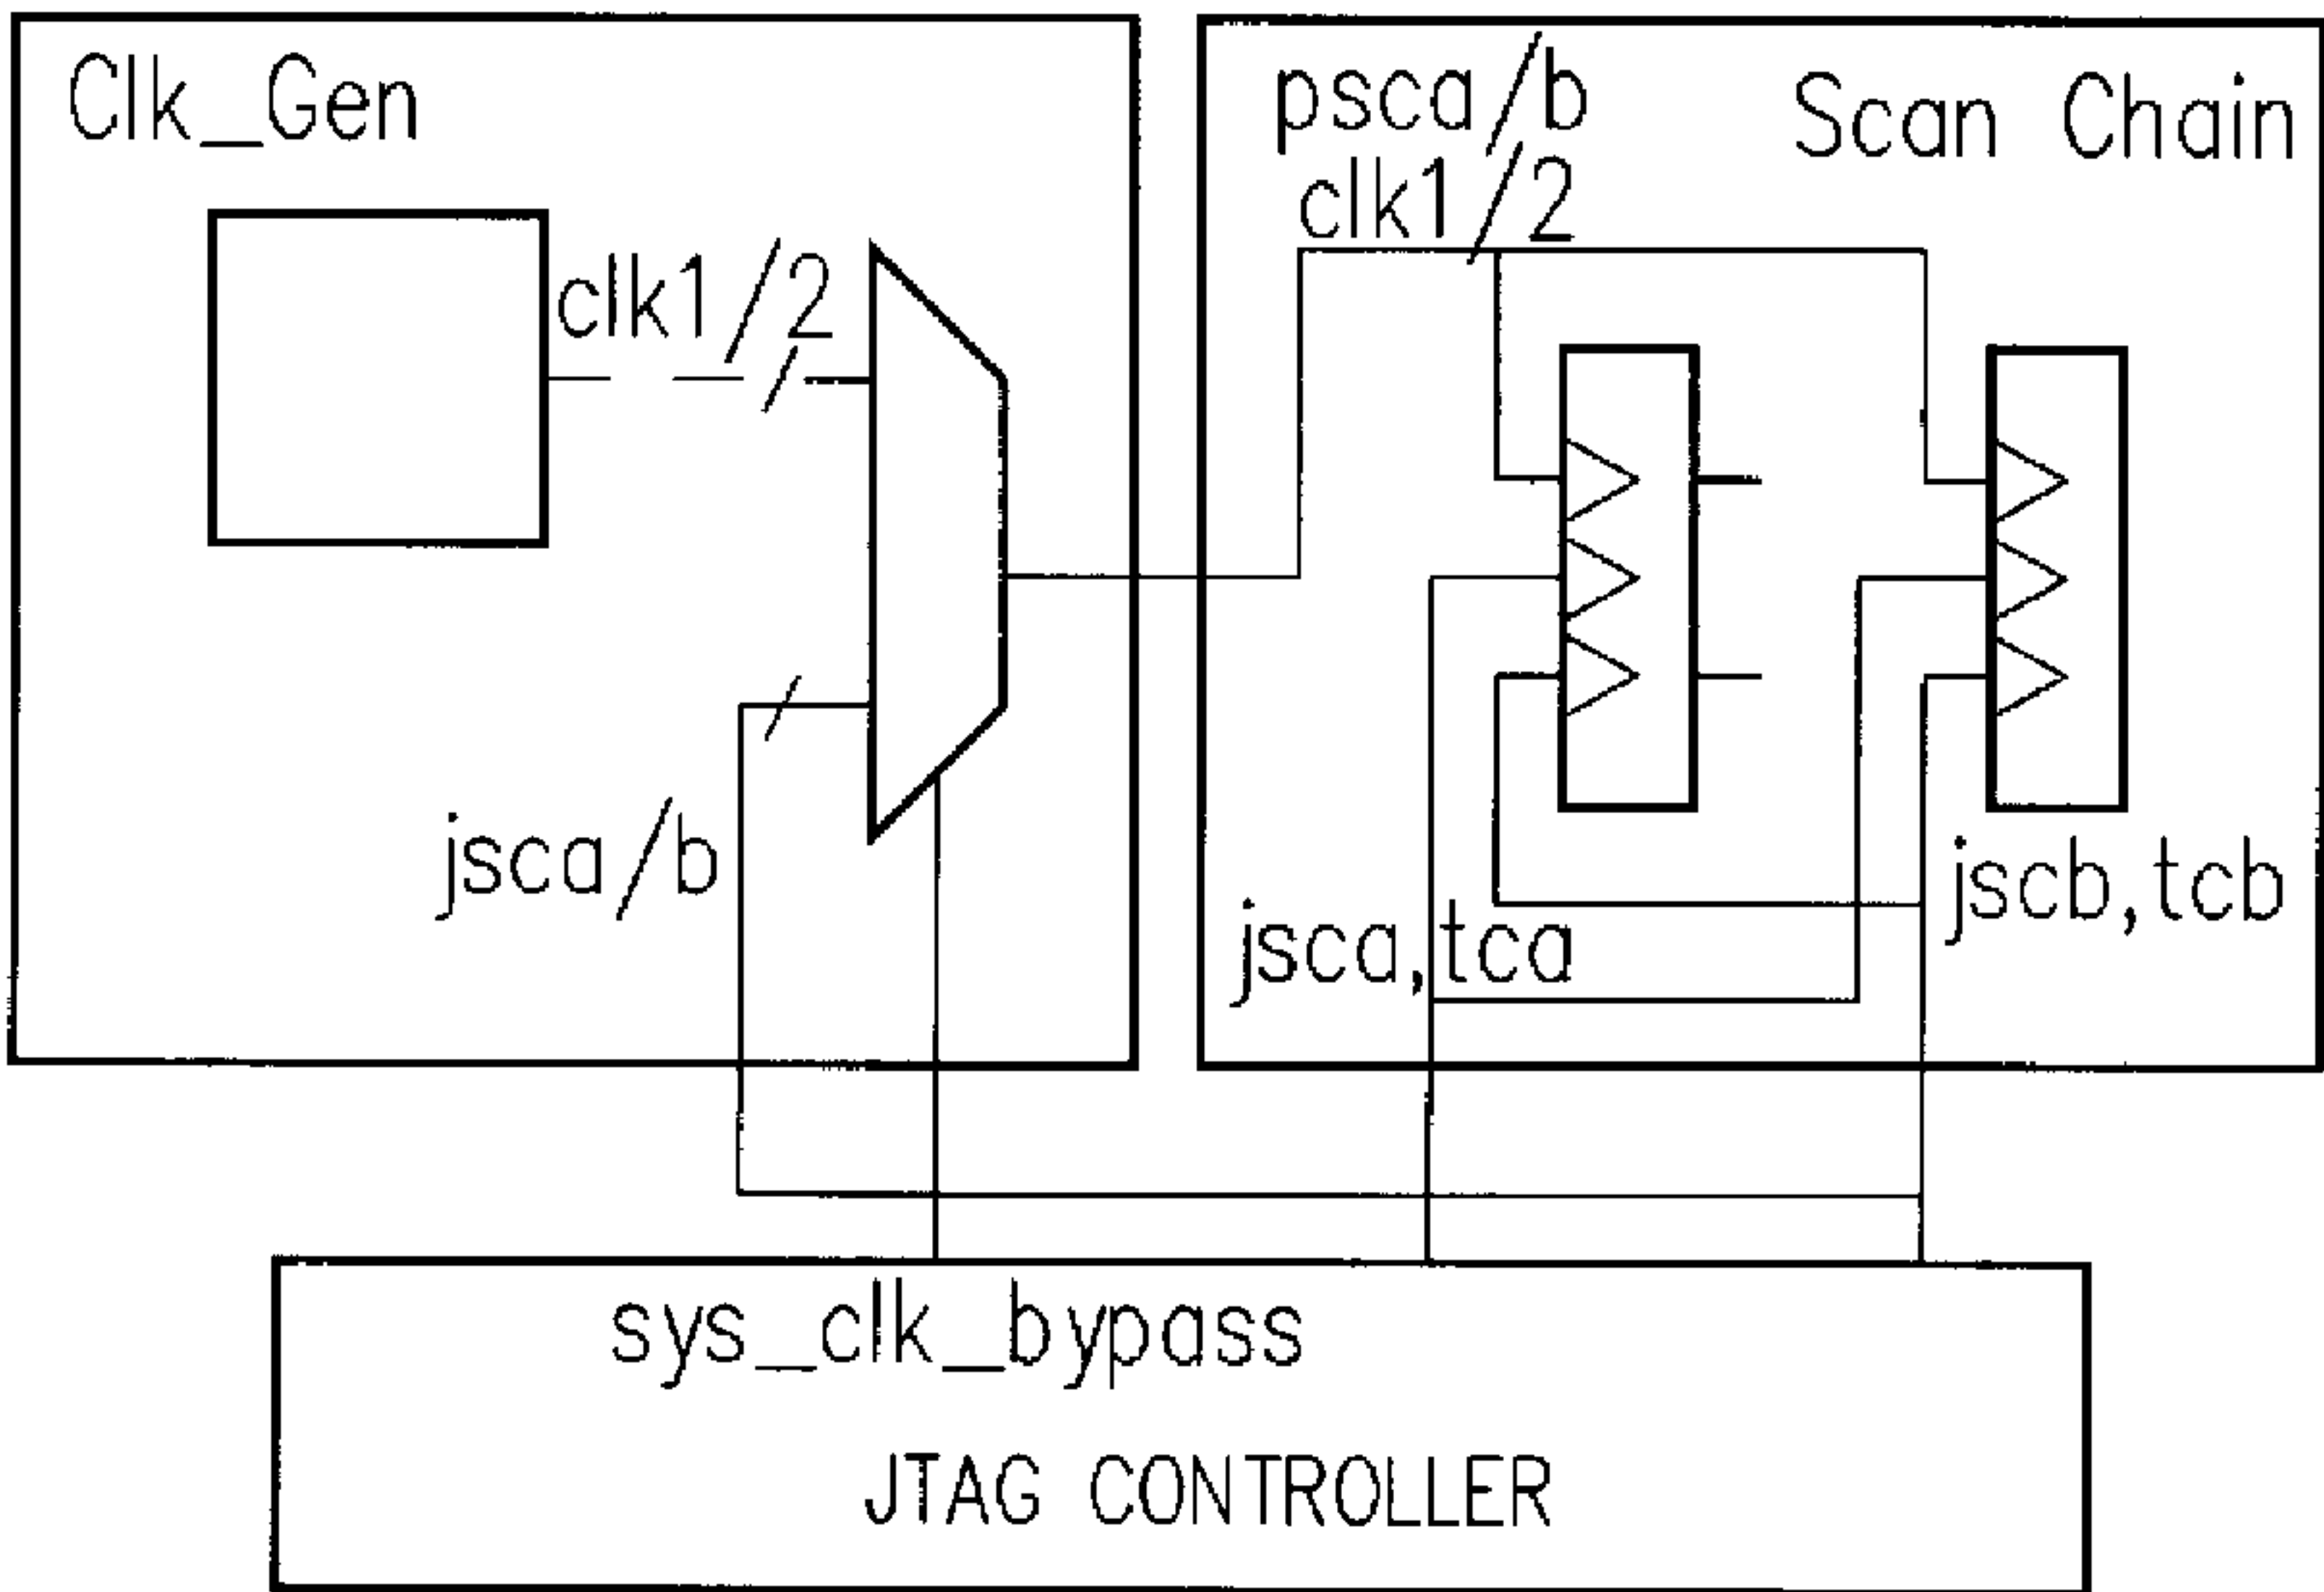 Clk_Gen
clk1/2
jsca/b
psca/b
clk1/2
Scan Chain
jsca,tca
jscb,tcb
sys_clk_bypass
JTAG CONTROLLER